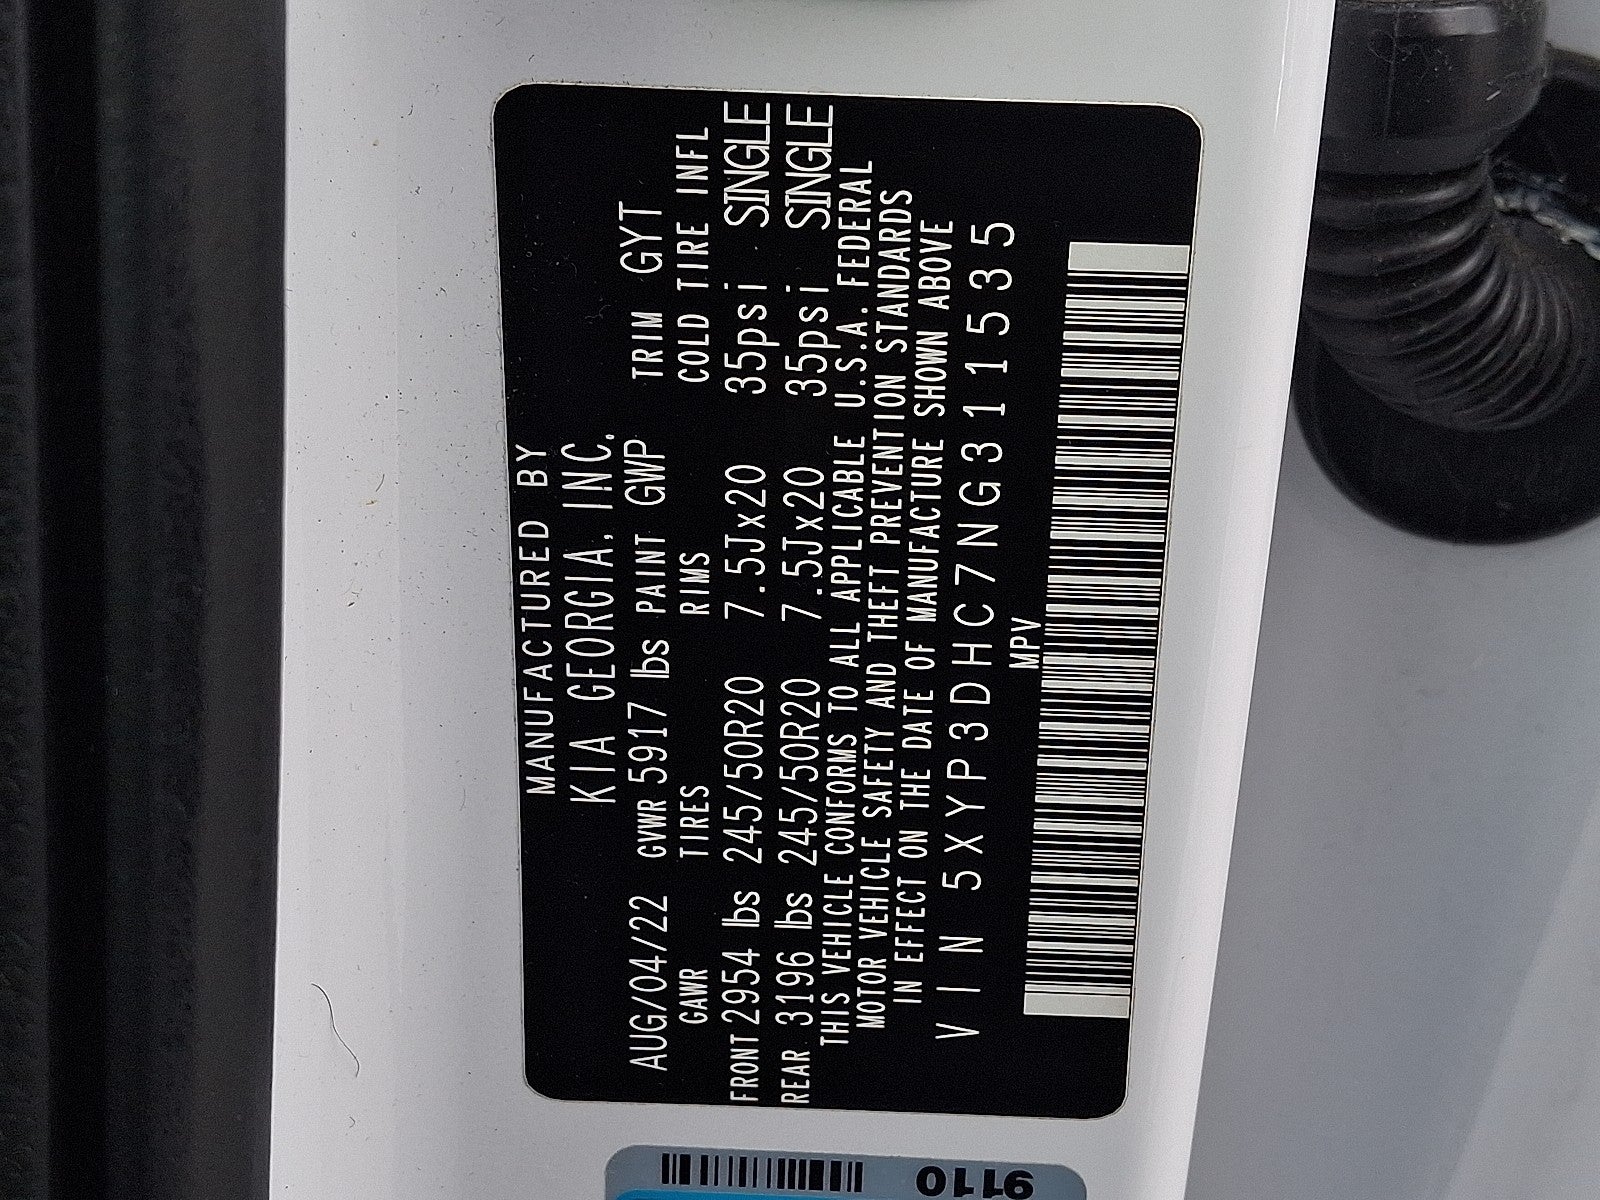 MANUFACTURED BY
KIA GEORGIA, INC.
AUG/04/22 GVWR 5917 lbs PAINT GWP TRIM GYT
GAWR TIRES RIMS COLD TIRE INFL
FRONT 2954 lbs 245/50R20 7.5Jx20 35psi SINGLE
REAR 3196 lbs 245/50R20 7.5Jx20 35psi SINGLE
THIS VEHICLE CONFORMS TO ALL APPLICABLE U.S.A. FEDERAL
MOTOR VEHICLE SAFETY AND THEFT PREVENTION STANDARDS
IN EFFECT ON THE DATE OF MANUFACTURE SHOWN ABOVE
VIN 5XYP3DHC7NG311535
MPV
9110